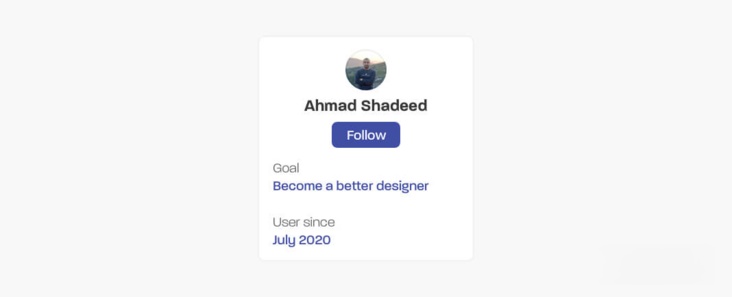 Ahmad Shadeed
Follow
Goal
Become a better designer
User since
July 2020